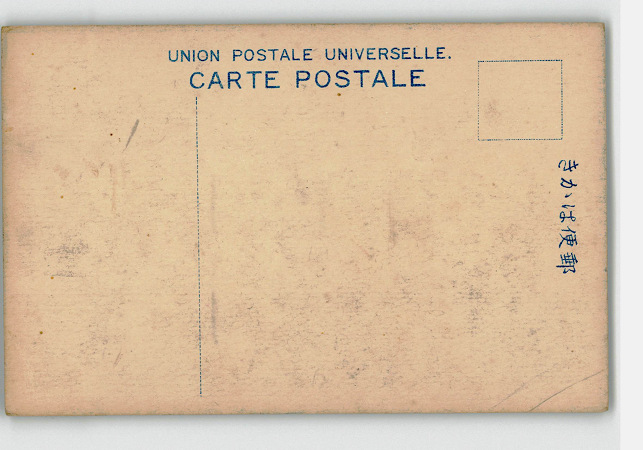 UNION POSTALE UNIVERSELLE.
CARTE POSTALE
きかは便郵